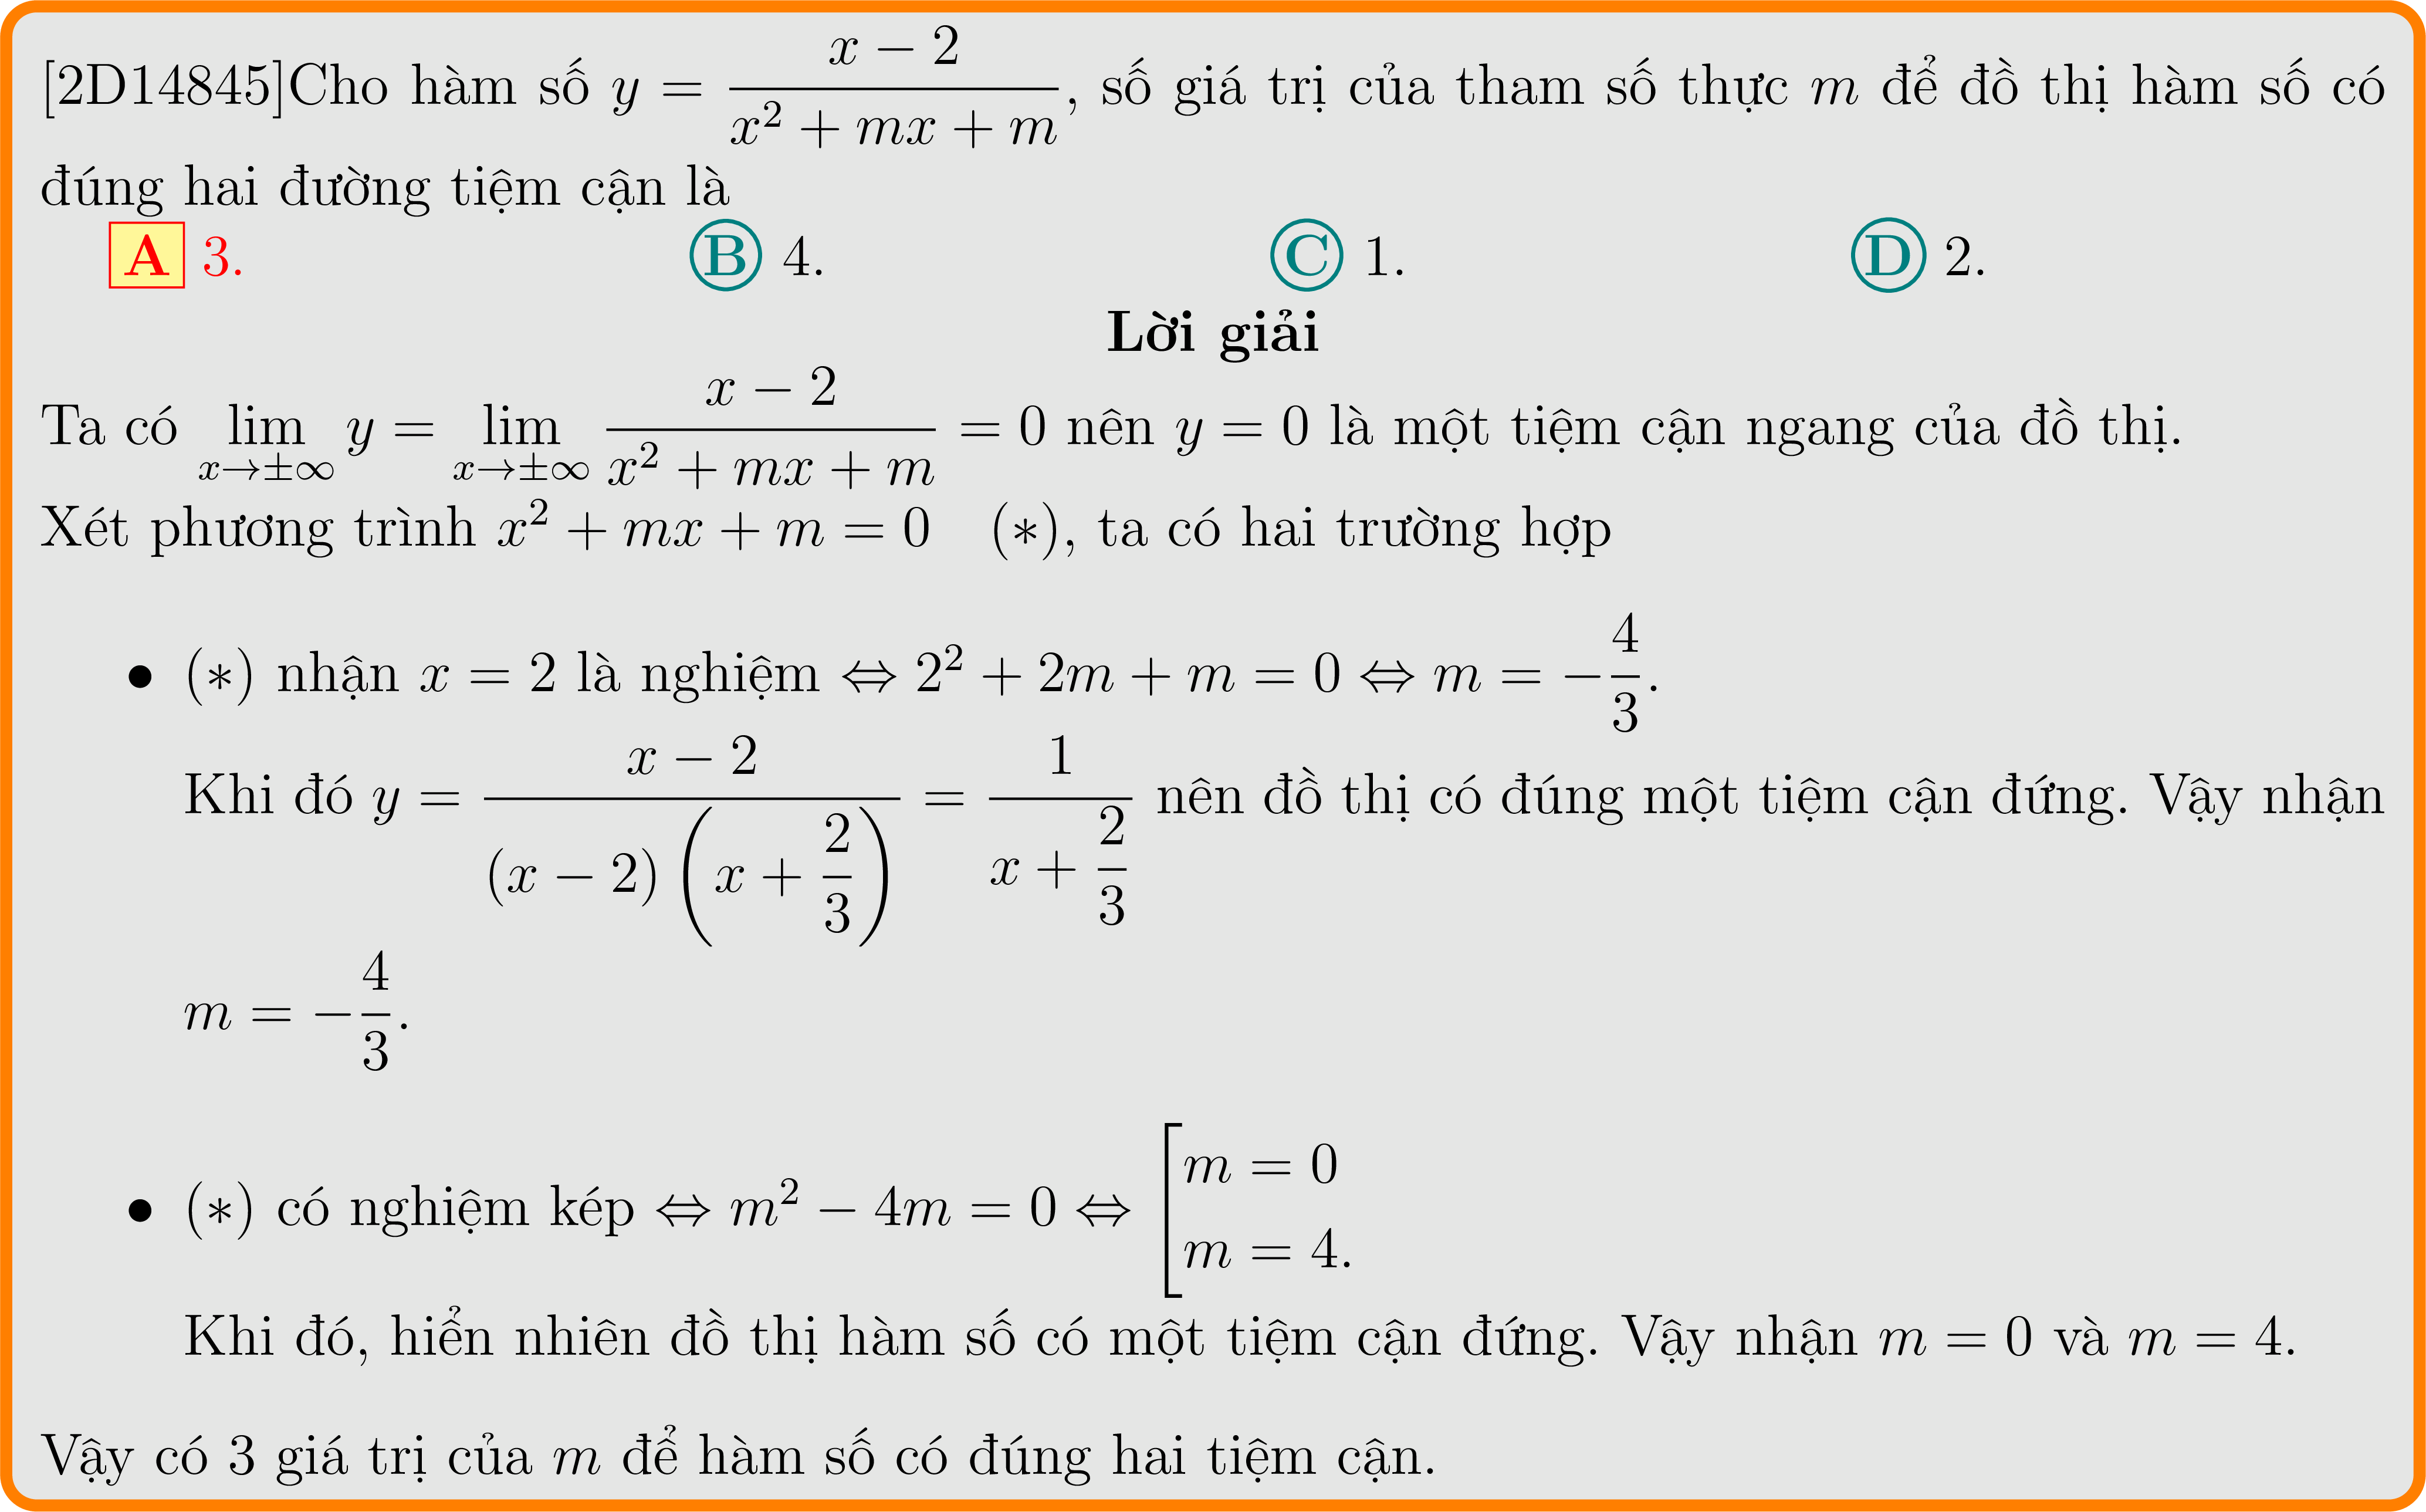 [2D14845]Cho hàm số $y = \dfrac{x-2}{x^2+mx+m}$, số giá trị của tham số thực $m$ để đồ thị hàm số có
đúng hai đường tiệm cận là
A 3. B 4. C 1. D 2.
Lời giải
Ta có $\lim\limits_{x\to\pm\infty} y = \lim\limits_{x\to\pm\infty} \dfrac{x-2}{x^2+mx+m} = 0$ nên $y = 0$ là một tiệm cận ngang của đồ thị.
Xét phương trình $x^2 + mx + m = 0 \quad (*)$, ta có hai trường hợp
• $(*)$ nhận $x = 2$ là nghiệm $\Leftrightarrow 2^2 + 2m + m = 0 \Leftrightarrow m = -\dfrac{4}{3}$.
Khi đó $y = \dfrac{x-2}{(x-2)\left(x+\dfrac{2}{3}\right)} = \dfrac{1}{x+\dfrac{2}{3}}$ nên đồ thị có đúng một tiệm cận đứng. Vậy nhận
$m = -\dfrac{4}{3}$.
• $(*)$ có nghiệm kép $\Leftrightarrow m^2 - 4m = 0 \Leftrightarrow \left[\begin{array}{l} m = 0 \\ m = 4. \end{array}\right.$
Khi đó, hiển nhiên đồ thị hàm số có một tiệm cận đứng. Vậy nhận $m = 0$ và $m = 4$.
Vậy có 3 giá trị của $m$ để hàm số có đúng hai tiệm cận.